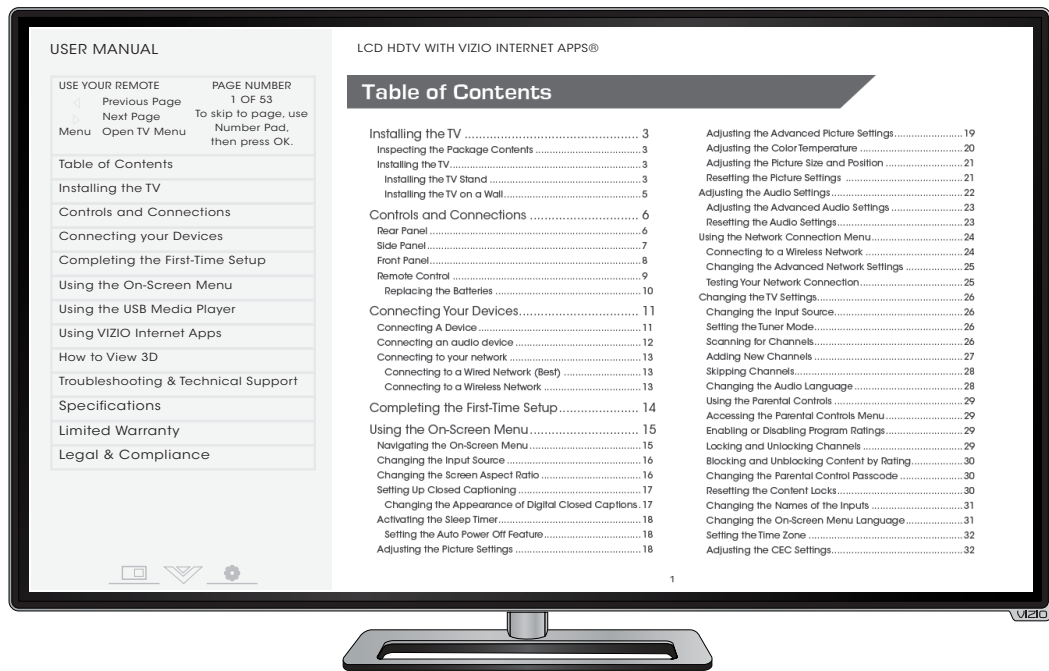 USER MANUAL
USE YOUR REMOTE
Previous Page
Next Page
Menu Open TV Menu
PAGE NUMBER
1 OF 53
To skip to page, use
Number Pad,
then press OK.
Table of Contents
Installing the TV
Controls and Connections
Connecting your Devices
Completing the First-Time Setup
Using the On-Screen Menu
Using the USB Media Player
Using VIZIO Internet Apps
How to View 3D
Troubleshooting & Technical Support
Specifications
Limited Warranty
Legal & Compliance
LCD HDTV WITH VIZIO INTERNET APPS®
Table of Contents
Installing the TV ........ 3
Inspecting the Package Contents ........ 3
Installing the TV ........ 3
Installing the TV Stand ........ 3
Installing the TV on a Wall ........ 5
Controls and Connections ........ 6
Rear Panel ........ 6
Side Panel ........ 7
Front Panel ........ 8
Remote Control ........ 9
Replacing the Batteries ........ 10
Connecting Your Devices ........ 11
Connecting A Device ........ 11
Connecting an audio device ........ 12
Connecting to your network ........ 13
Connecting to a Wired Network (Best) ........ 13
Connecting to a Wireless Network ........ 13
Completing the First-Time Setup ........ 14
Using the On-Screen Menu ........ 15
Navigating the On-Screen Menu ........ 15
Changing the Input Source ........ 16
Changing the Screen Aspect Ratio ........ 16
Setting Up Closed Captioning ........ 17
Changing the Appearance of Digital Closed Captions. 17
Activating the Sleep Timer ........ 18
Setting the Auto Power Off Feature ........ 18
Adjusting the Picture Settings ........ 18
Adjusting the Advanced Picture Settings ........ 19
Adjusting the Color Temperature ........ 20
Adjusting the Picture Size and Position ........ 21
Resetting the Picture Settings ........ 21
Adjusting the Audio Settings ........ 22
Adjusting the Advanced Audio Settings ........ 23
Resetting the Audio Settings ........ 23
Using the Network Connection Menu ........ 24
Connecting to a Wireless Network ........ 24
Changing the Advanced Network Settings ........ 25
Testing Your Network Connection ........ 25
Changing the TV Settings ........ 26
Changing the Input Source ........ 26
Setting the Tuner Mode ........ 26
Scanning for Channels ........ 26
Adding New Channels ........ 27
Skipping Channels ........ 28
Changing the Audio Language ........ 28
Using the Parental Controls ........ 29
Accessing the Parental Controls Menu ........ 29
Enabling or Disabling Program Ratings ........ 29
Locking and Unlocking Channels ........ 29
Blocking and Unblocking Content by Rating ........ 30
Changing the Parental Control Passcode ........ 30
Resetting the Content Locks ........ 30
Changing the Names of the Inputs ........ 31
Changing the On-Screen Menu Language ........ 31
Setting the Time Zone ........ 32
Adjusting the CEC Settings ........ 32
1
VIZIO